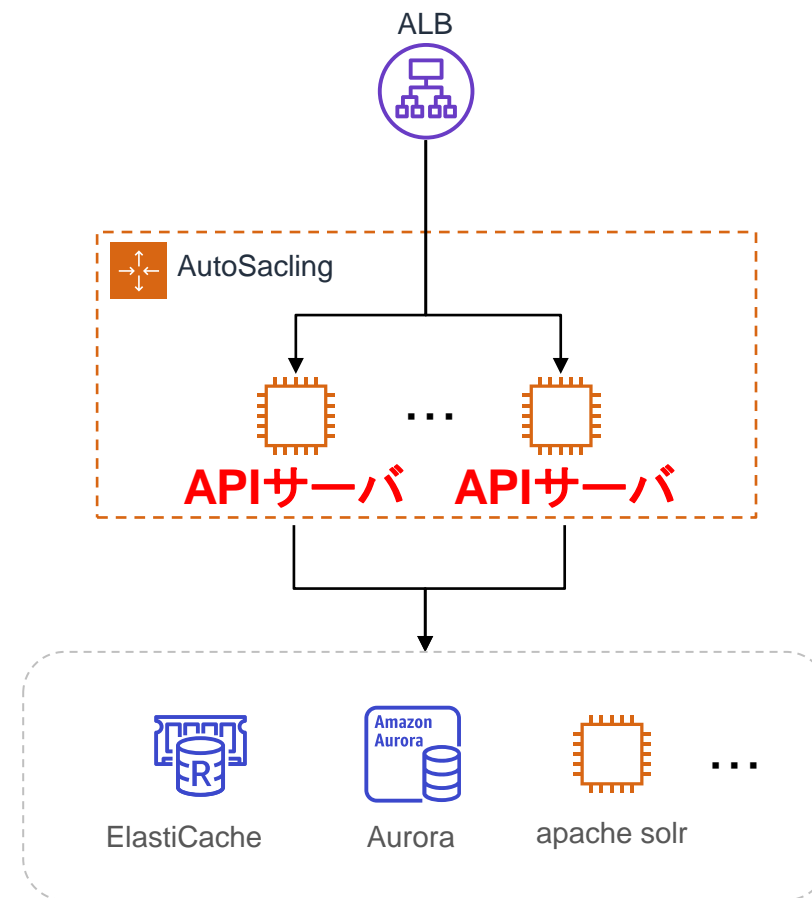 ALB
AutoSacling
... 
APIサーバ APIサーバ
R
Amazon
Aurora
...
ElastiCache
Aurora
apache solr